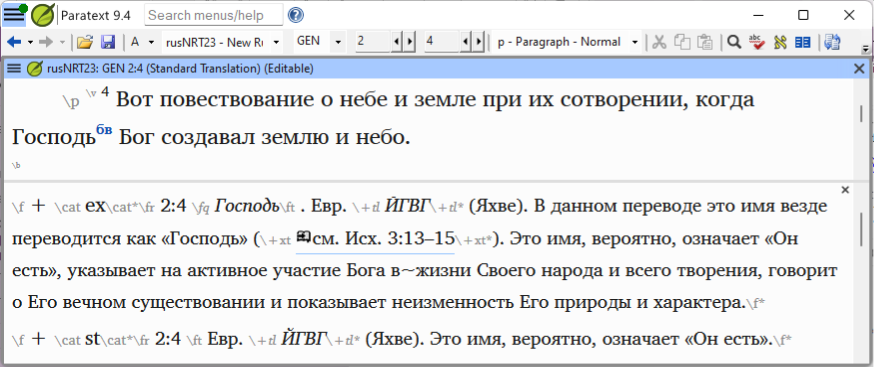 Paratext 9.4 Search menus/help
rusNRT23 - New Ru GEN 2 4 p - Paragraph - Normal
rusNRT23: GEN 2:4 (Standard Translation) (Editable)
\p \v 4 Вот повествование о небе и земле при их сотворении, когда
Господьбв Бог создавал землю и небо.
\b
\f + \cat ex\cat*\fr 2:4 \fq Господь\ft . Евр. \+tl ЙГВГ\+tl* (Яхве). В данном переводе это имя везде
переводится как «Господь» (\+xt см. Исх. 3:13–15\+xt*). Это имя, вероятно, означает «Он
есть», указывает на активное участие Бога в~жизни Своего народа и всего творения, говорит
о Его вечном существовании и показывает неизменность Его природы и характера.\f*
\f + \cat st\cat*\fr 2:4 \ft Евр. \+tl ЙГВГ\+tl* (Яхве). Это имя, вероятно, означает «Он есть».\f*